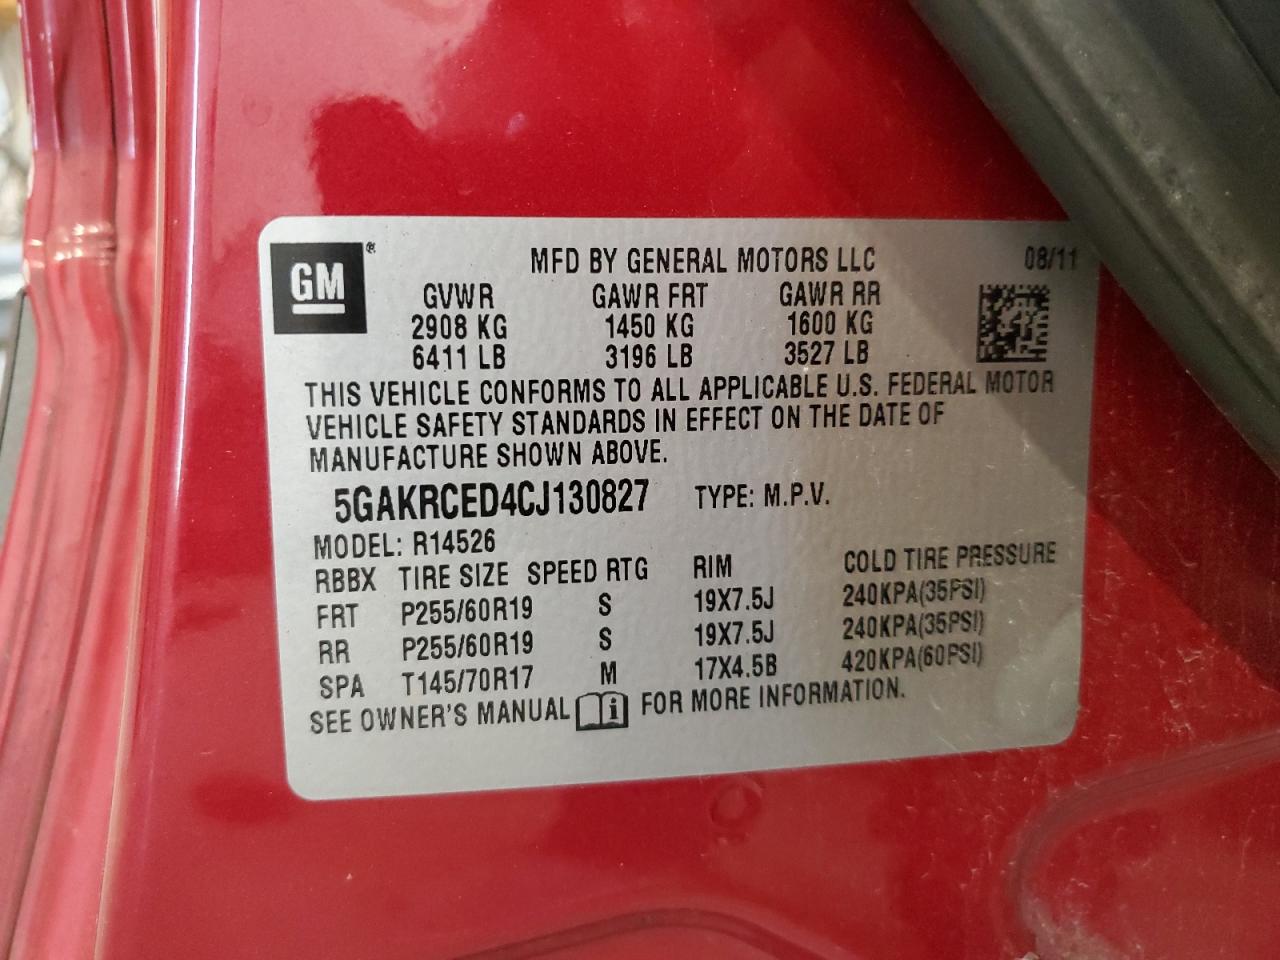 GM ®
MFD BY GENERAL MOTORS LLC 08/11
GVWR GAWR FRT GAWR RR
2908 KG 1450 KG 1600 KG
6411 LB 3196 LB 3527 LB
THIS VEHICLE CONFORMS TO ALL APPLICABLE U.S. FEDERAL MOTOR
VEHICLE SAFETY STANDARDS IN EFFECT ON THE DATE OF
MANUFACTURE SHOWN ABOVE.
5GAKRCED4CJ130827 TYPE: M.P.V.
MODEL: R14526
RBBX TIRE SIZE SPEED RTG RIM COLD TIRE PRESSURE
FRT P255/60R19 S 19X7.5J 240KPA(35PSI)
RR P255/60R19 S 19X7.5J 240KPA(35PSI)
SPA T145/70R17 M 17X4.5B 420KPA(60PSI)
SEE OWNER'S MANUAL i FOR MORE INFORMATION.